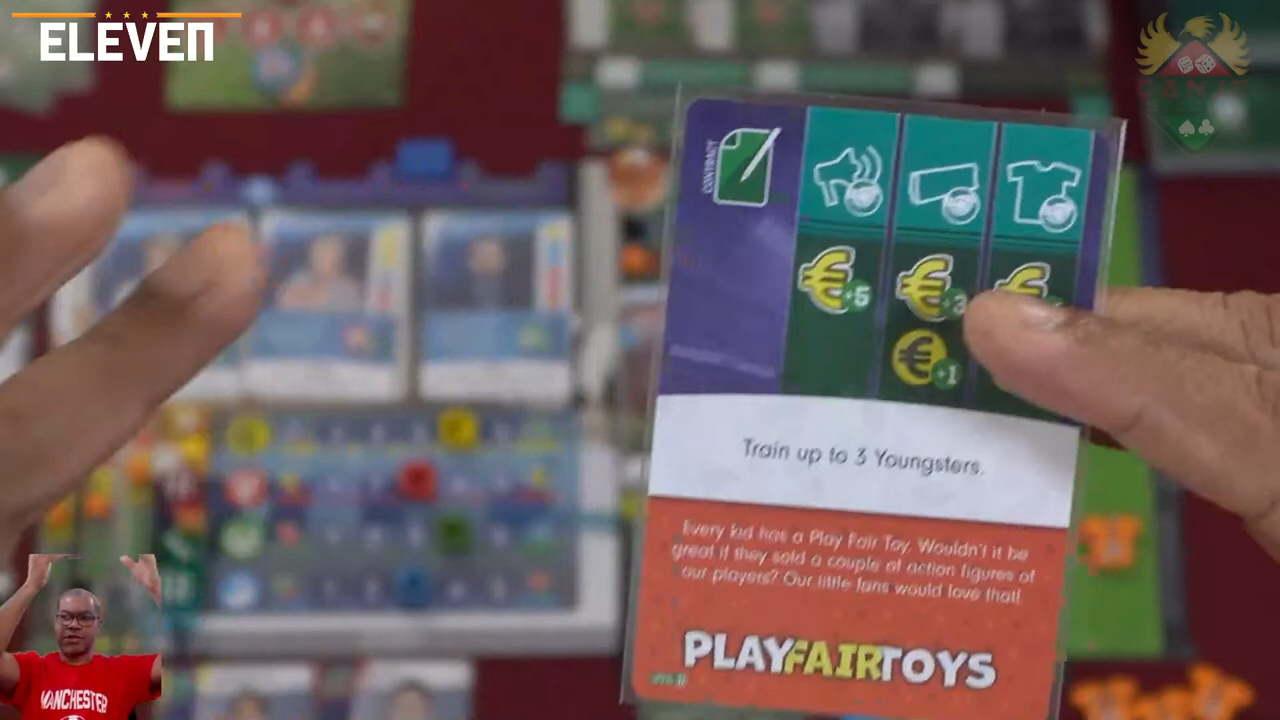 ELEVEN
CONTRACT
+5
+3
+1
Train up to 3 Youngsters.
Every kid has a Play Fair Toy. Wouldn't it be
great if they sold a couple of action figures of
our players? Our little fans would love that!
PLAYFAIRTOYS
MANCHESTER